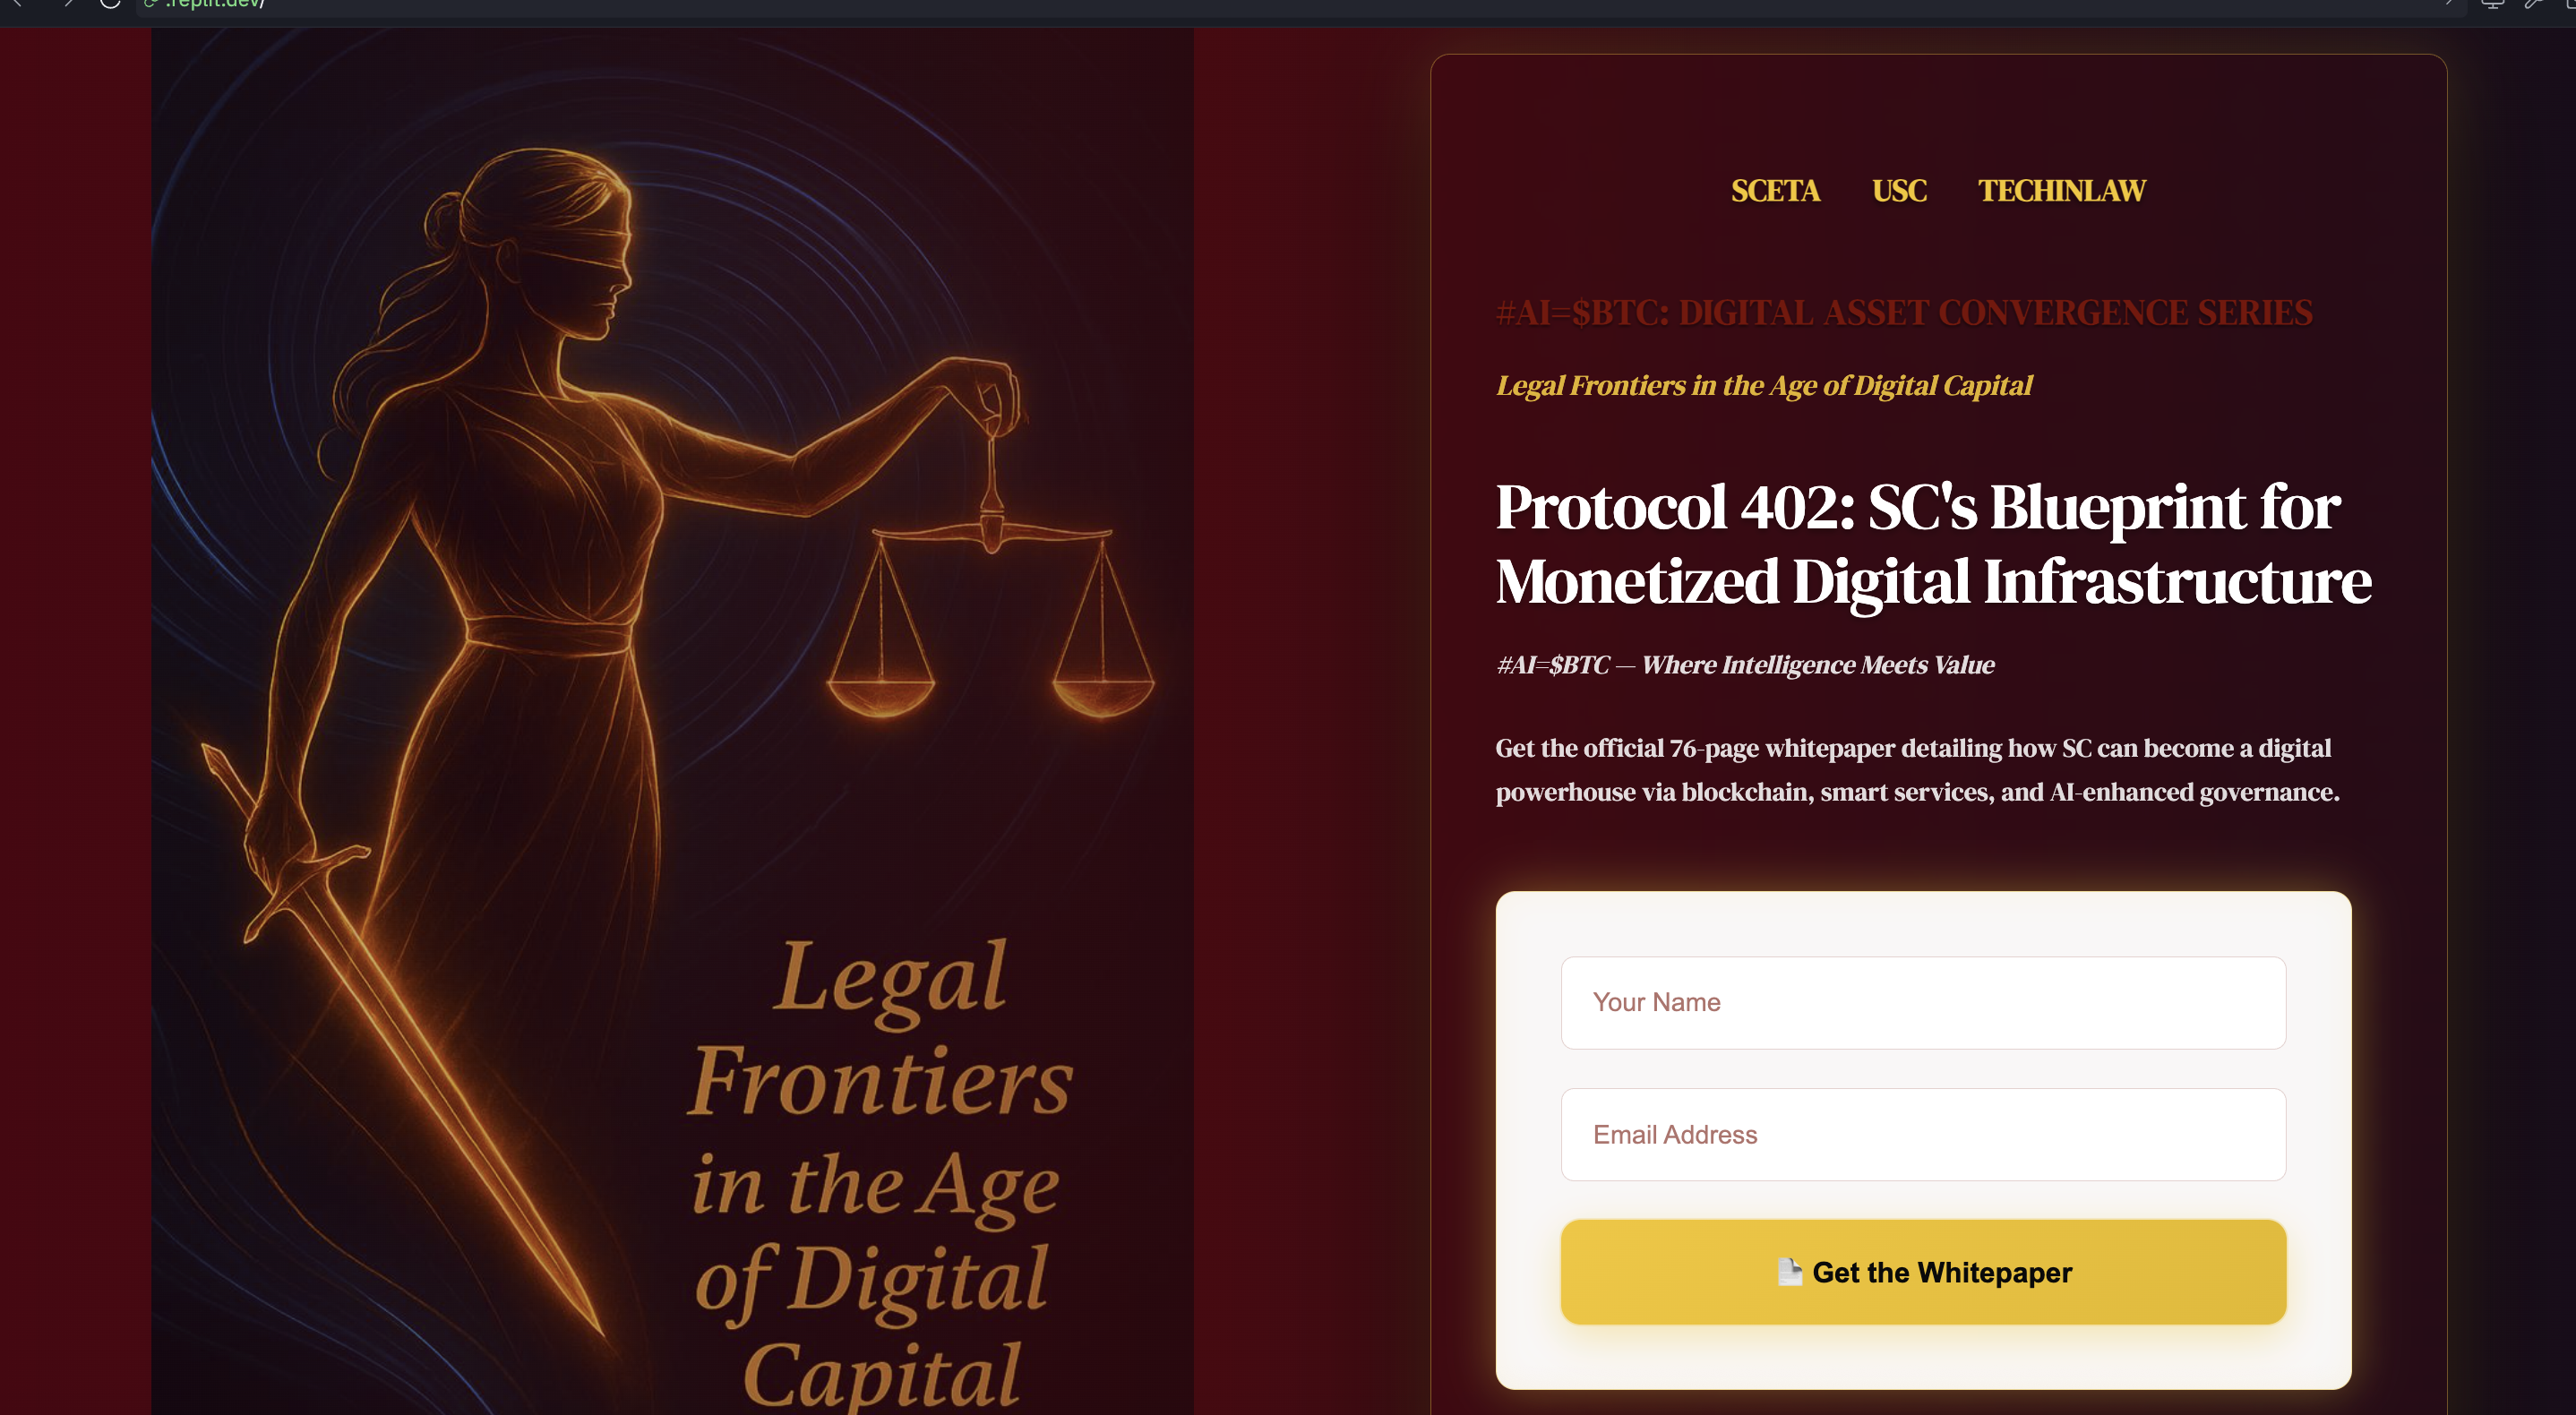 .replit.dev/
Legal
Frontiers
in the Age
of Digital
Capital
SCETA USC TECHINLAW
#AI=$BTC: DIGITAL ASSET CONVERGENCE SERIES
Legal Frontiers in the Age of Digital Capital
Protocol 402: SC's Blueprint for
Monetized Digital Infrastructure
#AI=$BTC — Where Intelligence Meets Value
Get the official 76-page whitepaper detailing how SC can become a digital
powerhouse via blockchain, smart services, and AI-enhanced governance.
Your Name
Email Address
Get the Whitepaper